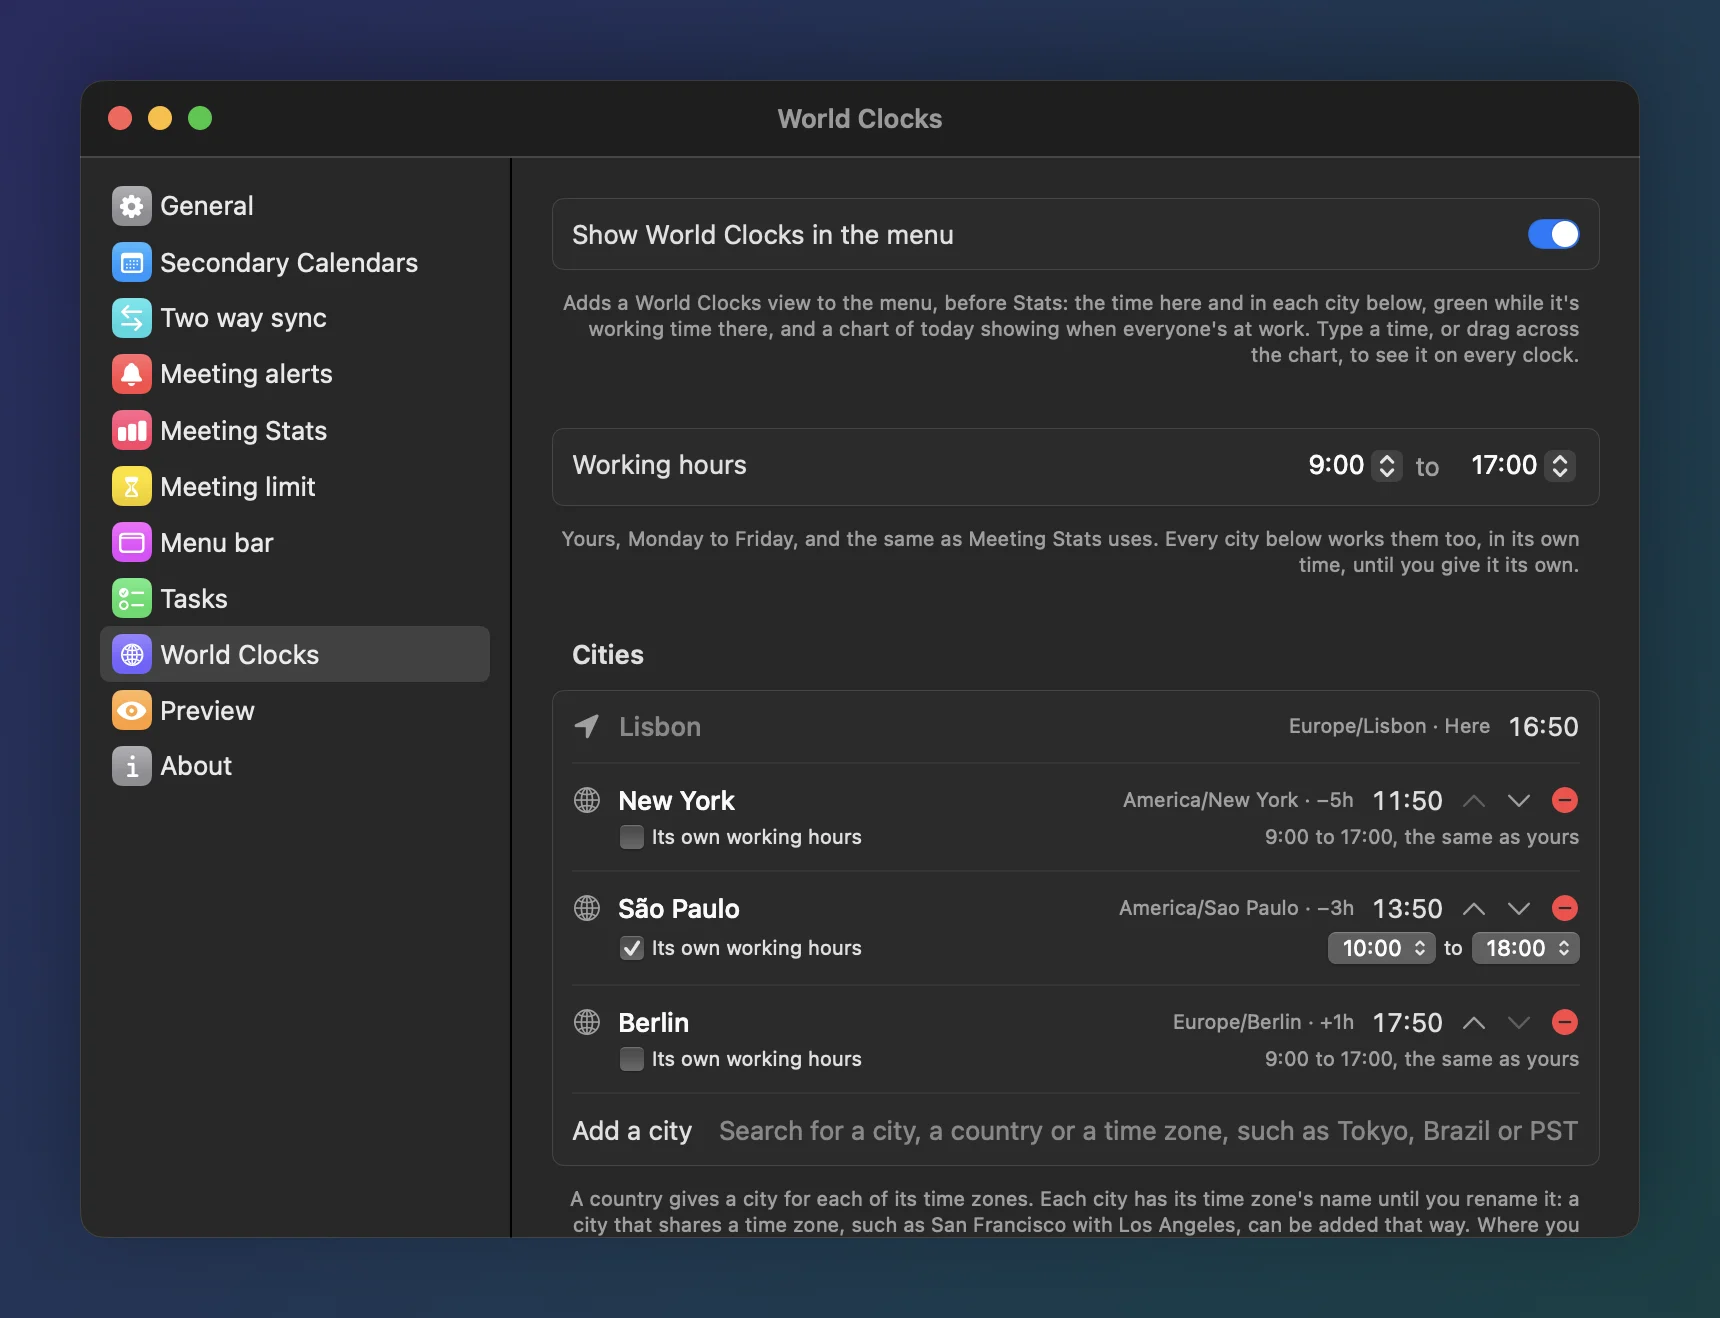 World Clocks
General
Secondary Calendars
Two way sync
Meeting alerts
Meeting Stats
Meeting limit
Menu bar
Tasks
World Clocks
Preview
About
Show World Clocks in the menu
Adds a World Clocks view to the menu, before Stats: the time here and in each city below, green while it's
working time there, and a chart of today showing when everyone's at work. Type a time, or drag across
the chart, to see it on every clock.
Working hours 9:00 to 17:00
Yours, Monday to Friday, and the same as Meeting Stats uses. Every city below works them too, in its own
time, until you give it its own.
Cities
Lisbon Europe/Lisbon · Here 16:50
New York America/New York · −5h 11:50
Its own working hours 9:00 to 17:00, the same as yours
São Paulo America/Sao Paulo · −3h 13:50
Its own working hours 10:00 to 18:00
Berlin Europe/Berlin · +1h 17:50
Its own working hours 9:00 to 17:00, the same as yours
Add a city Search for a city, a country or a time zone, such as Tokyo, Brazil or PST
A country gives a city for each of its time zones. Each city has its time zone's name until you rename it: a
city that shares a time zone, such as San Francisco with Los Angeles, can be added that way. Where you